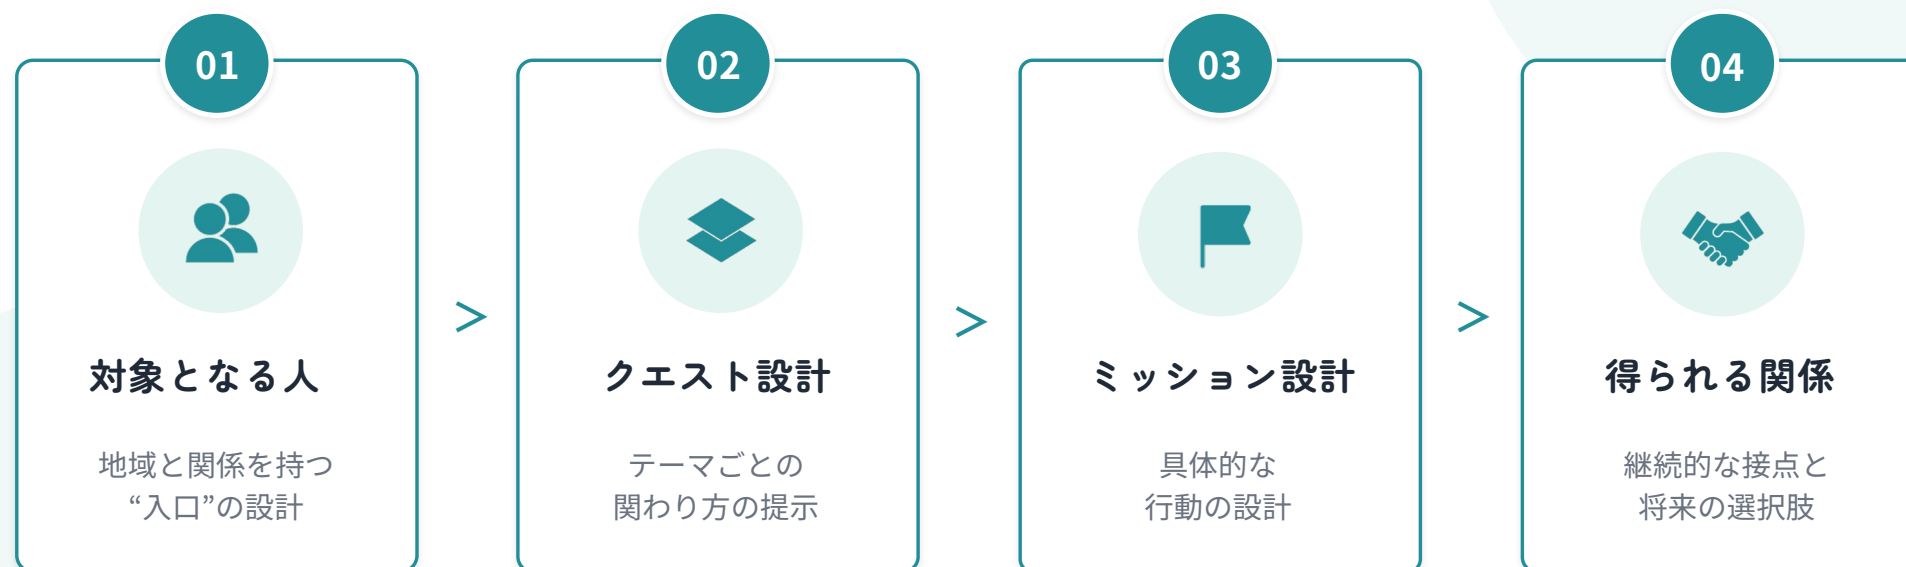 01
対象となる人
地域と関係を持つ
“入口”の設計
>
02
クエスト設計
テーマごとの
関わり方の提示
>
03
ミッション設計
具体的な
行動の設計
>
04
得られる関係
継続的な接点と
将来の選択肢